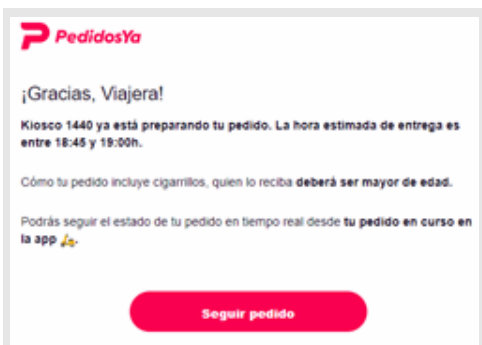 PedidosYa
¡Gracias, Viajera!
Kiosco 1440 ya está preparando tu pedido. La hora estimada de entrega es
entre 18:45 y 19:00h.
Cómo tu pedido incluye cigarrillos, quien lo reciba deberá ser mayor de edad.
Podrás seguir el estado de tu pedido en tiempo real desde tu pedido en curso en
la app 🛵.
Seguir pedido